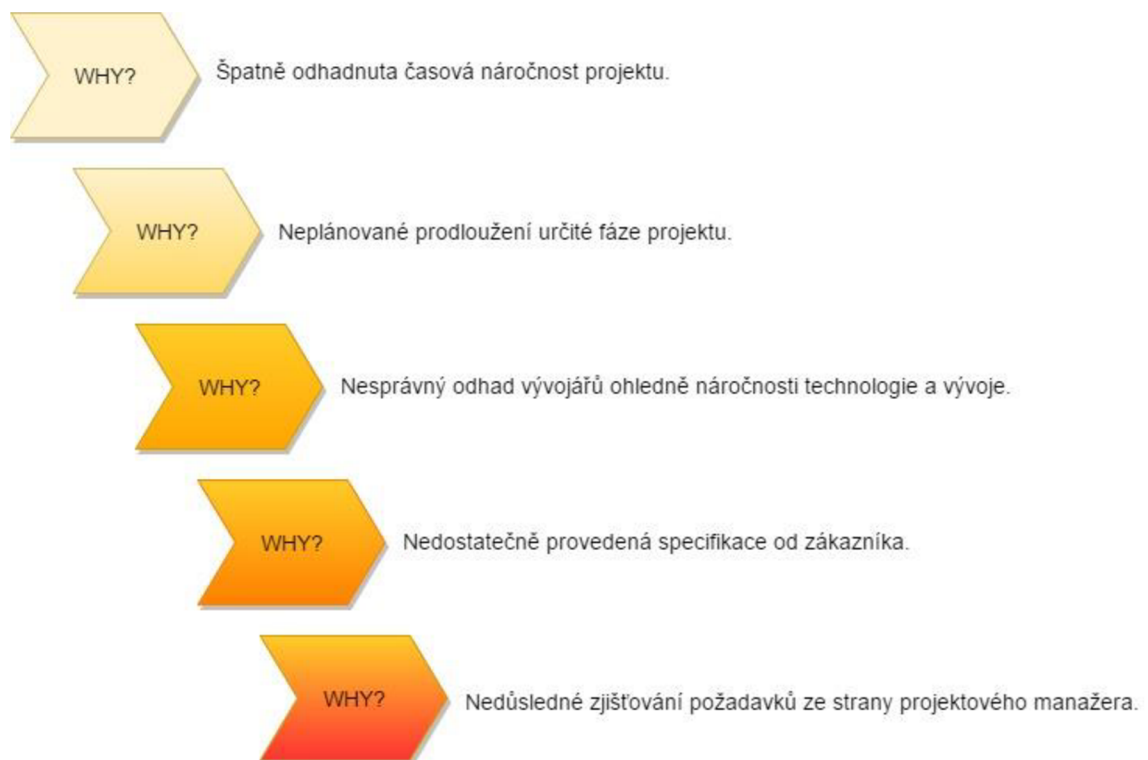 WHY? Špatně odhadnuta časová náročnost projektu.
WHY? Neplánované prodloužení určité fáze projektu.
WHY? Nesprávný odhad vývojářů ohledně náročnosti technologie a vývoje.
WHY? Nedostatečně provedená specifikace od zákazníka.
WHY? Nedůsledné zjišťování požadavků ze strany projektového manažera.